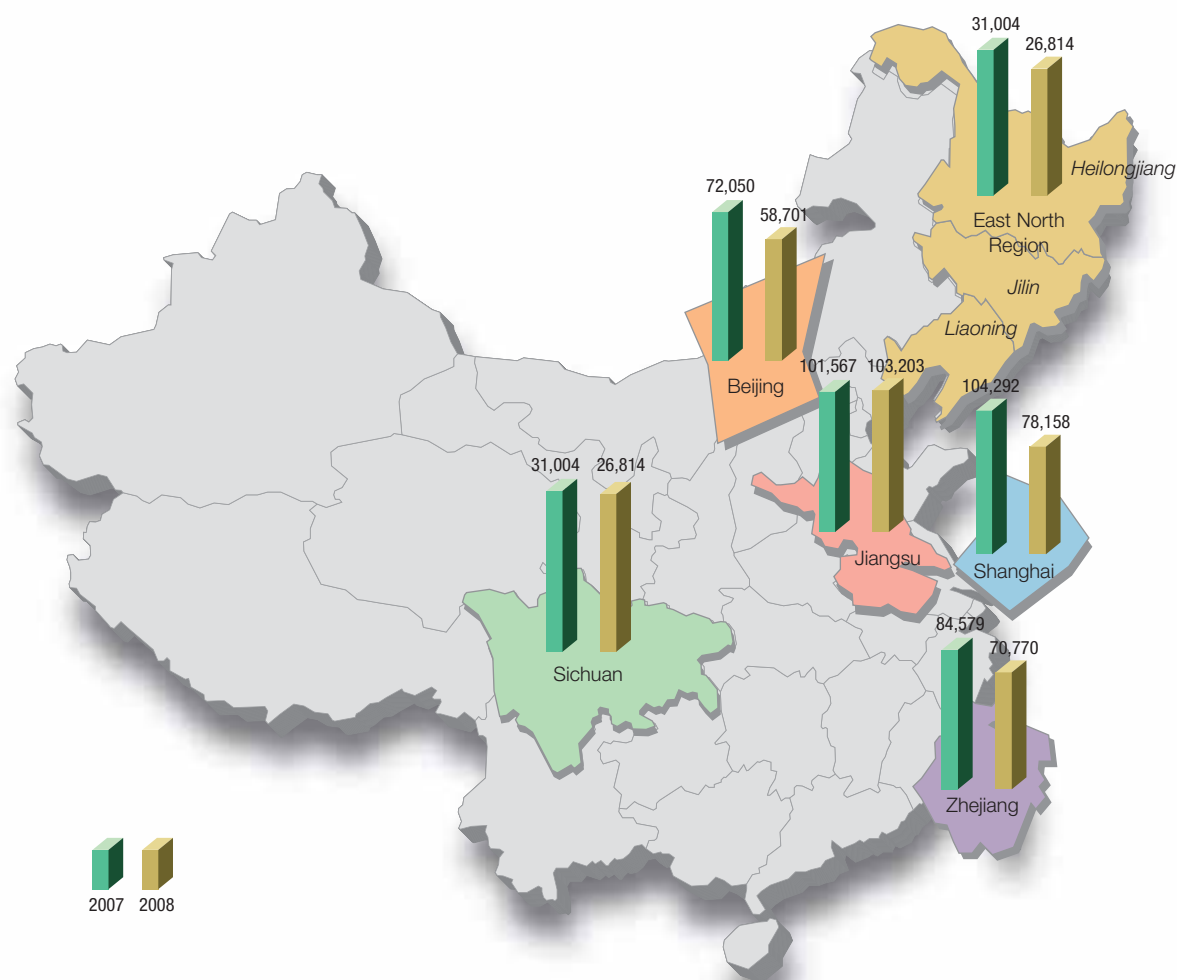 31,004
26,814
Heilongjiang
East North
Region
Jilin
Liaoning
72,050
58,701
Beijing
101,567
103,203
Jiangsu
104,292
78,158
Shanghai
31,004
26,814
Sichuan
84,579
70,770
Zhejiang
2007
2008